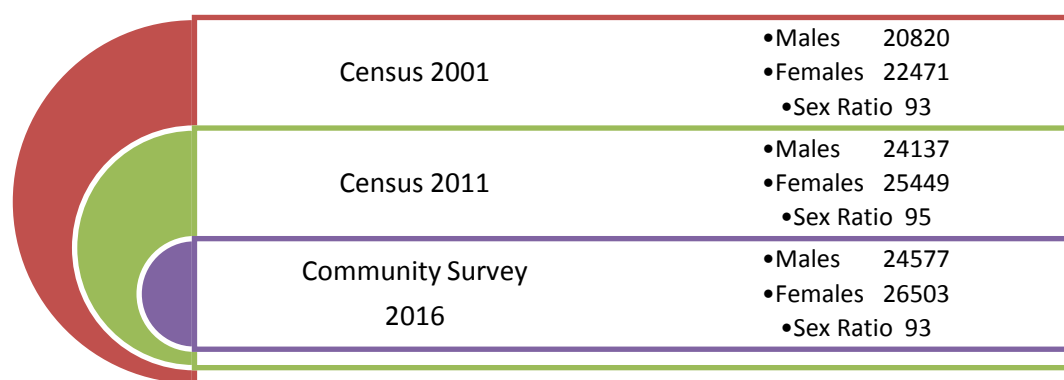 Census 2001
•Males 20820
•Females 22471
•Sex Ratio 93
Census 2011
•Males 24137
•Females 25449
•Sex Ratio 95
Community Survey
2016
•Males 24577
•Females 26503
•Sex Ratio 93